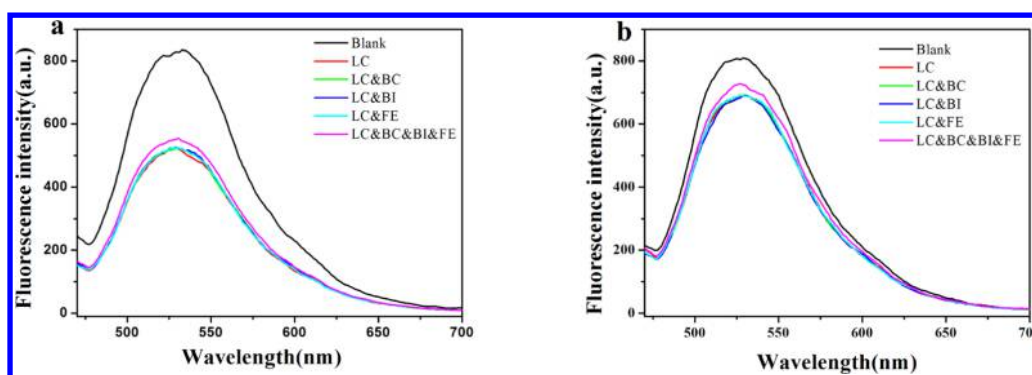 a
Blank
LC
LC&BC
LC&BI
LC&FE
LC&BC&BI&FE
Fluorescence intensity(a.u.)
800
600
400
200
0
500 550 600 650 700
Wavelength(nm)
b
Blank
LC
LC&BC
LC&BI
LC&FE
LC&BC&BI&FE
Fluorescence intensity(a.u.)
800
600
400
200
0
500 550 600 650 70
Wavelength(nm)